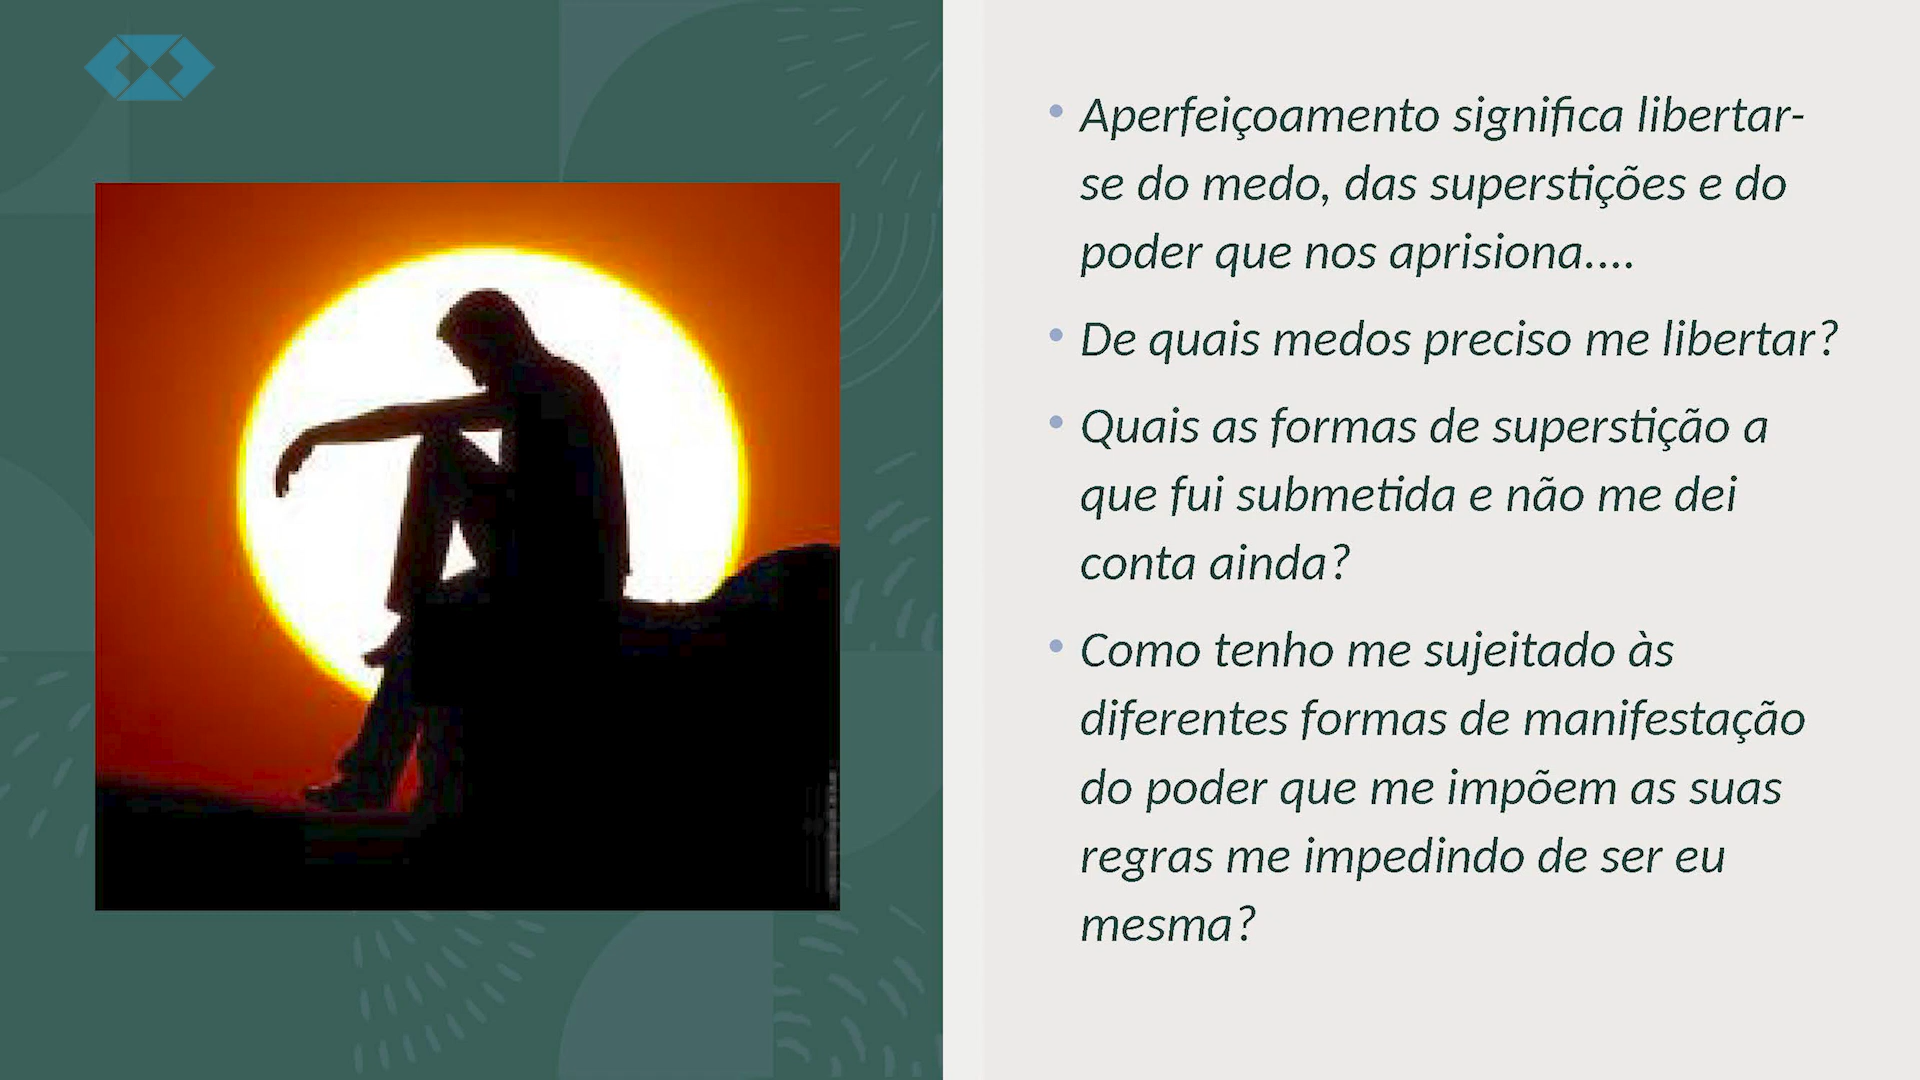 • Aperfeiçoamento significa libertar-
se do medo, das superstições e do
poder que nos aprisiona....
• De quais medos preciso me libertar?
• Quais as formas de superstição a
que fui submetida e não me dei
conta ainda?
• Como tenho me sujeitado às
diferentes formas de manifestação
do poder que me impõem as suas
regras me impedindo de ser eu
mesma?